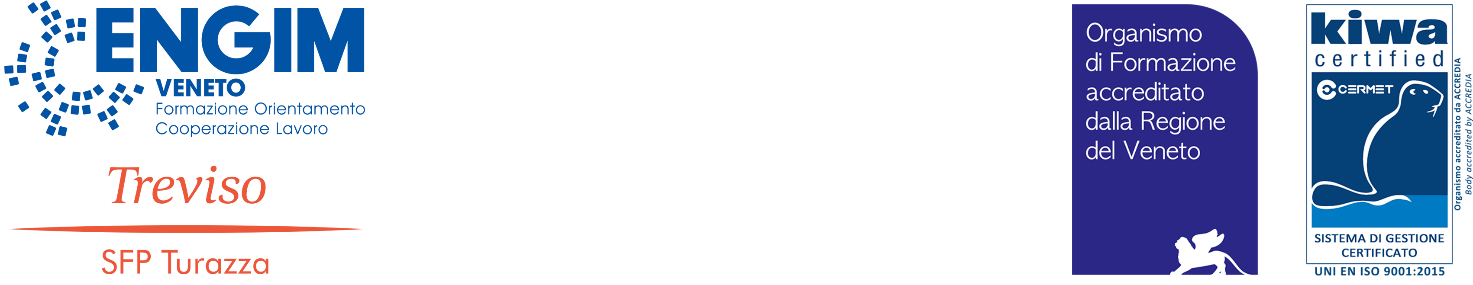 ENGIM
VENETO
Formazione Orientamento
Cooperazione Lavoro
Treviso
SFP Turazza
Organismo
di Formazione
accreditato
dalla Regione
del Veneto
kiwa
certified
CERMET
SISTEMA DI GESTIONE
CERTIFICATO
UNI EN ISO 9001:2015
Organismo accreditato da ACCREDIA
Body accredited by ACCREDIA